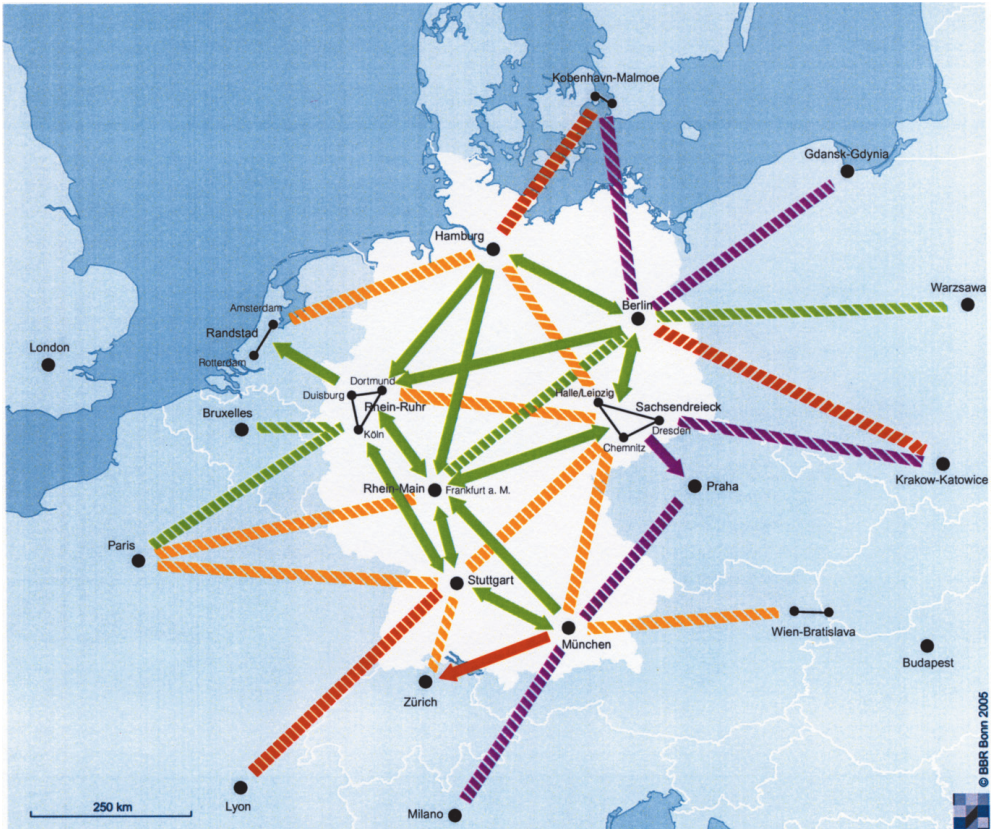 Kobenhavn-Malmoe
Gdansk-Gdynia
Hamburg
Warzsawa
Berlin
Amsterdam
Randstad
Rotterdam
London
Dortmund
Duisburg
Rhein-Ruhr
Halle/Leipzig
Sachsendreieck
Bruxelles
Köln
Dresden
Chemnitz
Krakow-Katowice
Rhein-Main
Frankfurt a. M.
Praha
Paris
Stuttgart
Wien-Bratislava
München
Budapest
Zürich
Lyon
Milano
250 km
© BBR Bonn 2005